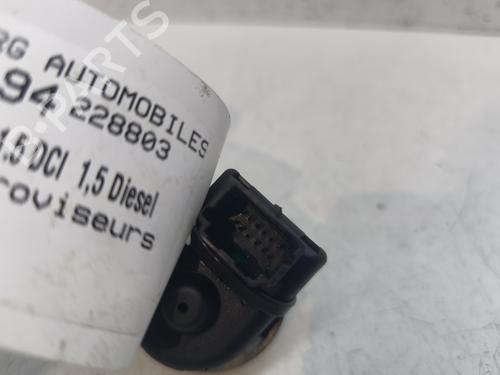 RG AUTOMOBILES
94 228803
1.5 DCI 1,5 Diesel
roviseurs